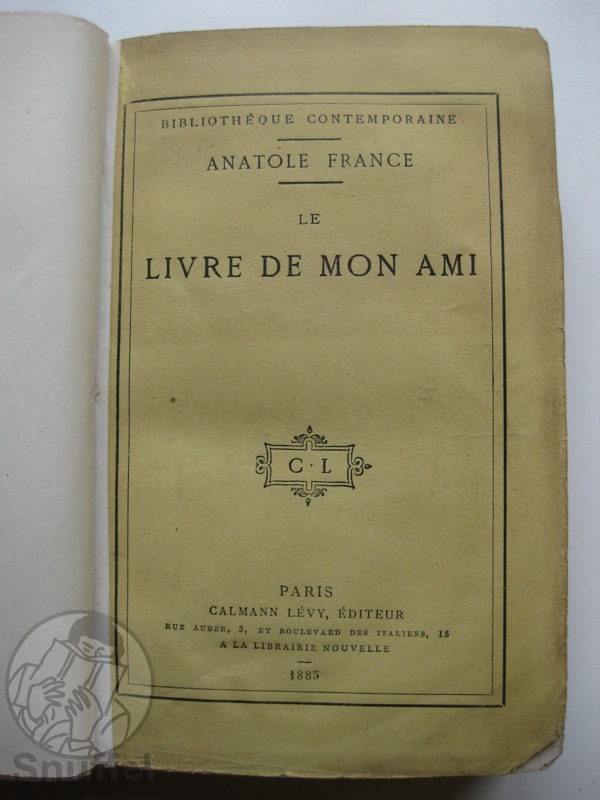 BIBLIOTHÈQUE CONTEMPORAINE
ANATOLE FRANCE
LE
LIVRE DE MON AMI
C·L
PARIS
CALMANN LÉVY, ÉDITEUR
RUE AUBER, 3, ET BOULEVARD DES ITALIENS, 15
A LA LIBRAIRIE NOUVELLE
1885
Snuffel